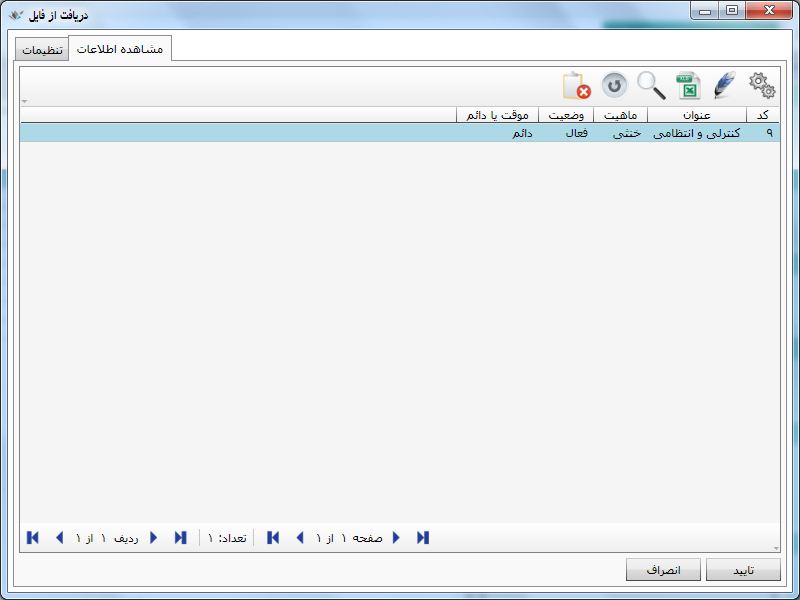 دریافت از فایل
مشاهده اطلاعات
تنظیمات
کد عنوان ماهیت وضعیت موقت یا دائم
۹ کنترلی و انتظامی خنثی فعال دائم
صفحه ۱ از ۱ تعداد: ۱ ردیف ۱ از ۱
تایید
انصراف